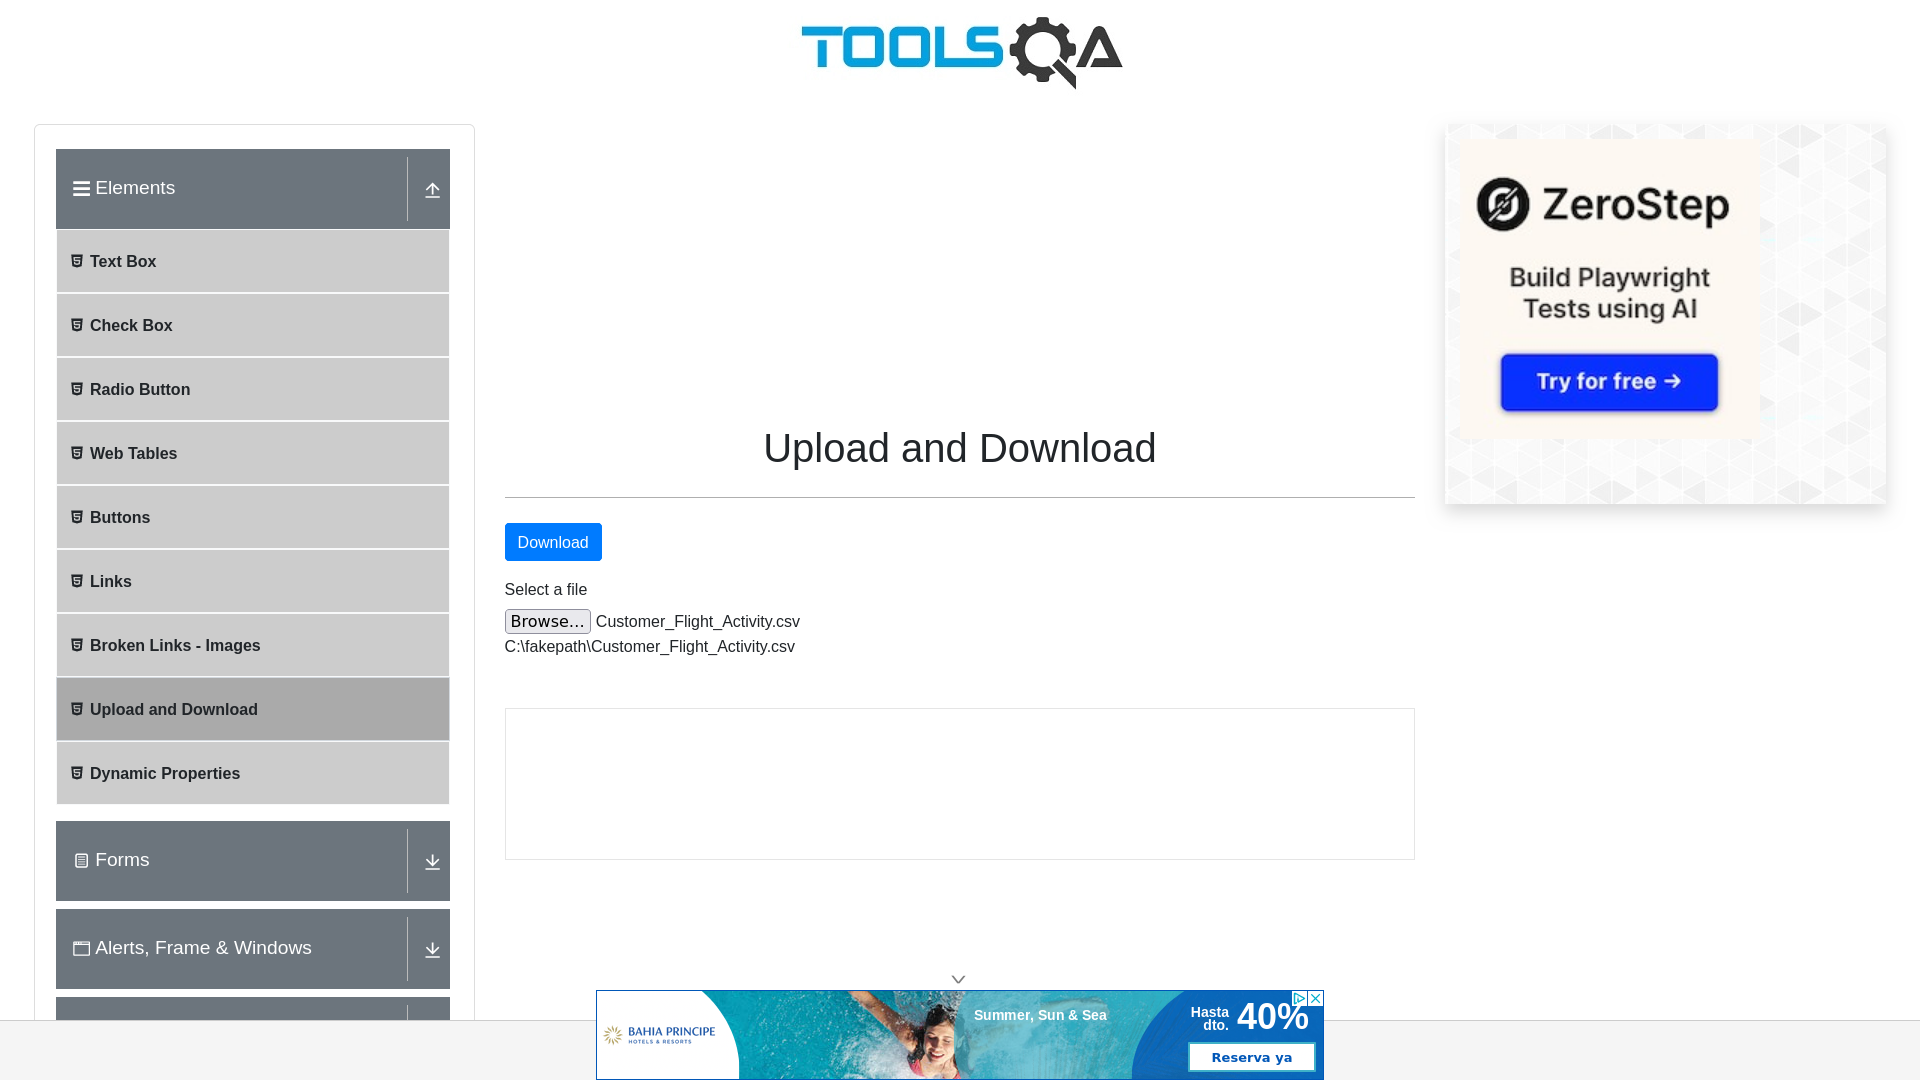 TOOLSQA
Elements
Text Box
Check Box
Radio Button
Web Tables
Buttons
Links
Broken Links - Images
Upload and Download
Dynamic Properties
Forms
Alerts, Frame & Windows
Upload and Download
Download
Select a file
Browse... Customer_Flight_Activity.csv
C:\fakepath\Customer_Flight_Activity.csv
ZeroStep
Build Playwright
Tests using AI
Try for free →
BAHIA PRINCIPE
HOTELS & RESORTS
Summer, Sun & Sea
Hasta
dto. 40%
Reserva ya